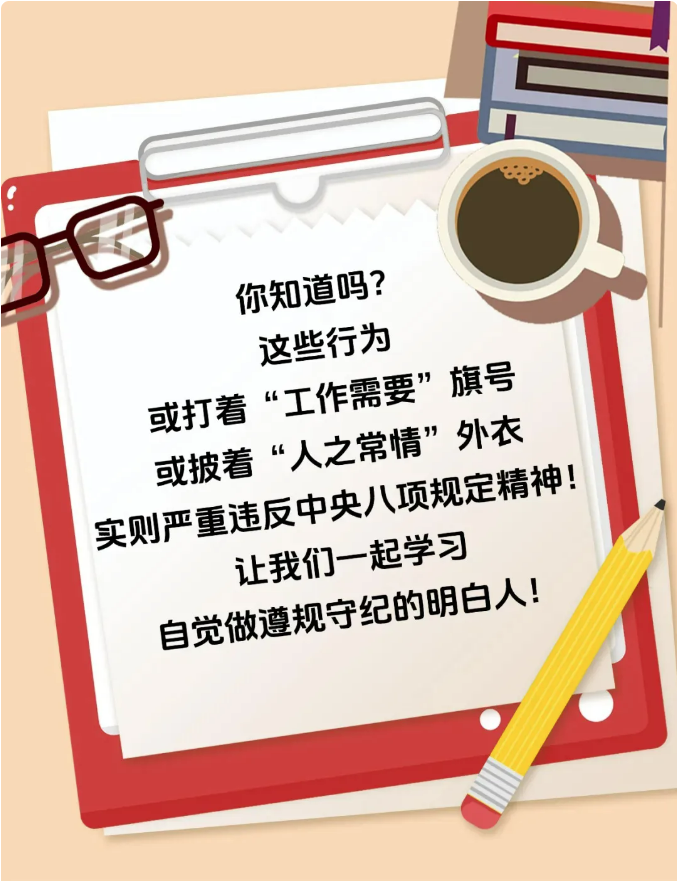 你知道吗?
这些行为
或打着“工作需要”旗号
或披着“人之常情”外衣
实则严重违反中央八项规定精神!
让我们一起学习
自觉做遵规守纪的明白人!